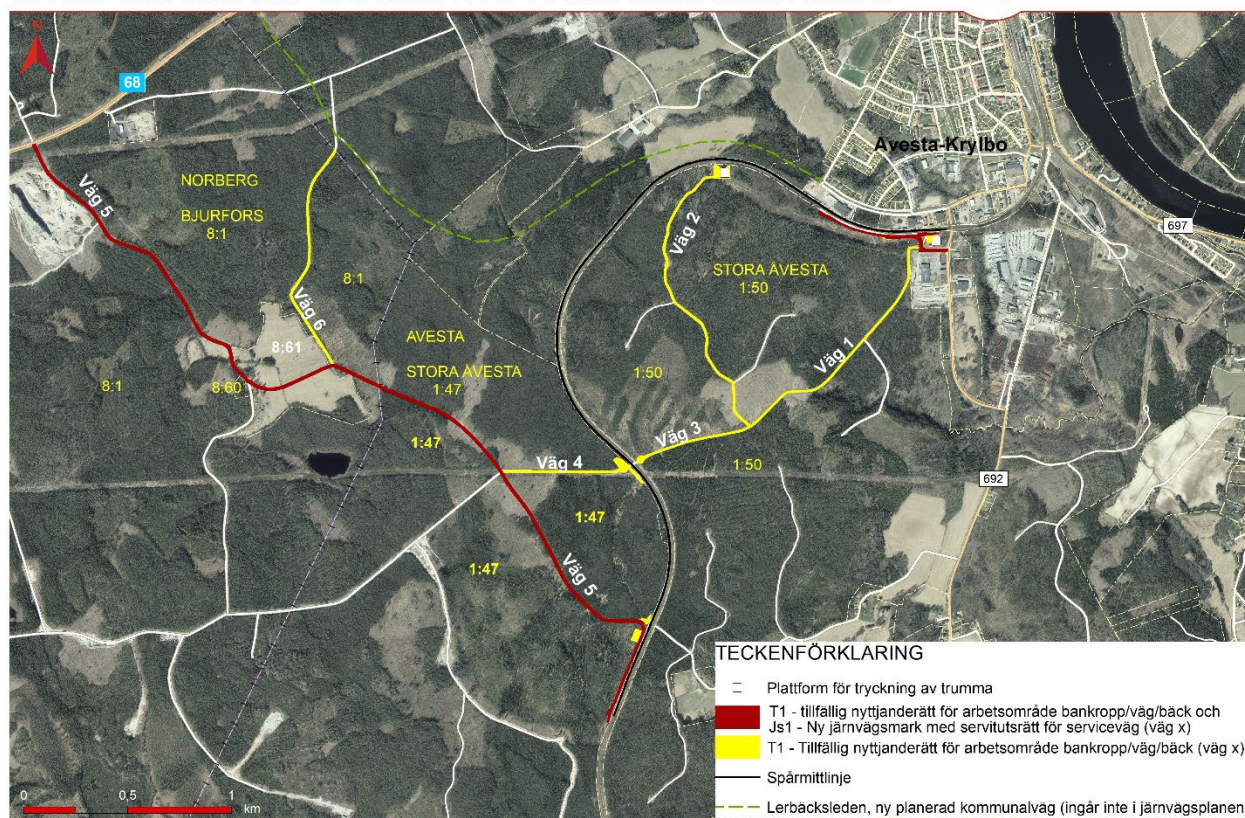 N
68
Avesta-Krylbo
Väg 5
NORBERG
BJURFORS
8:1
Väg 2
697
STORA ÅVESTA
1:50
8:1
Väg 6
AVESTA
8:61
Väg 1
8:1
8:60
STORA AVESTA
1:47
1:50
1:47
Väg 3
Väg 4
1:50
692
1:47
1:47
Väg 5
TECKENFÖRKLARING
Plattform för tryckning av trumma
T1 - tillfällig nyttjanderätt för arbetsområde bankropp/väg/bäck och
Js1 - Ny järnvägsmark med servitutsrätt för serviceväg (väg x)
T1 - Tillfällig nyttjanderätt för arbetsområde bankropp/väg/bäck (väg x)
Spårmittlinje
Lerbäcksleden, ny planerad kommunalväg (ingår inte i järnvägsplanen
0 0,5 1
km